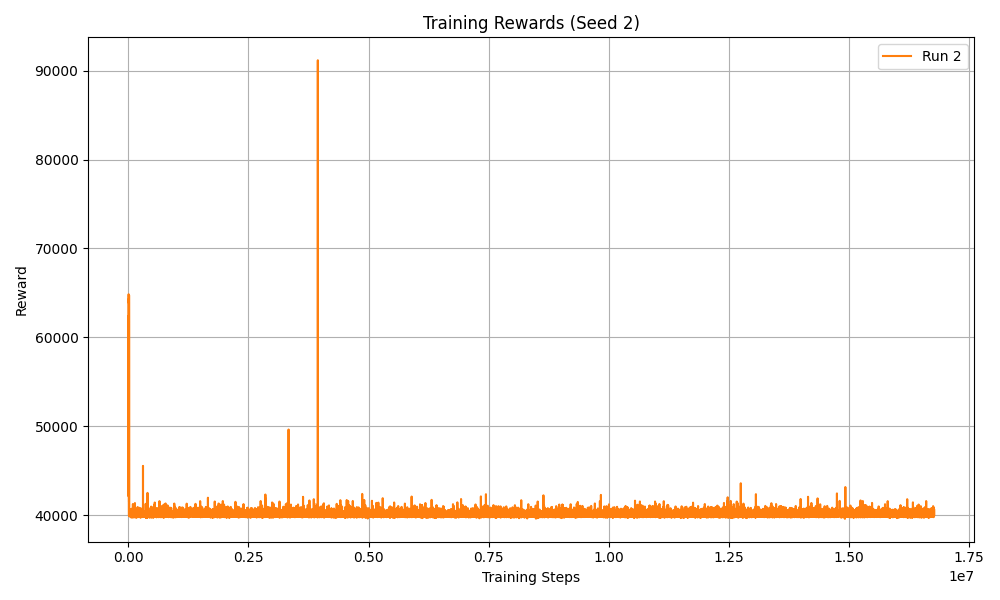 Training Rewards (Seed 2)
Run 2
90000
80000
70000
60000
50000
40000
Reward
0.00 0.25 0.50 0.75 1.00 1.25 1.50 1.75
1e7
Training Steps